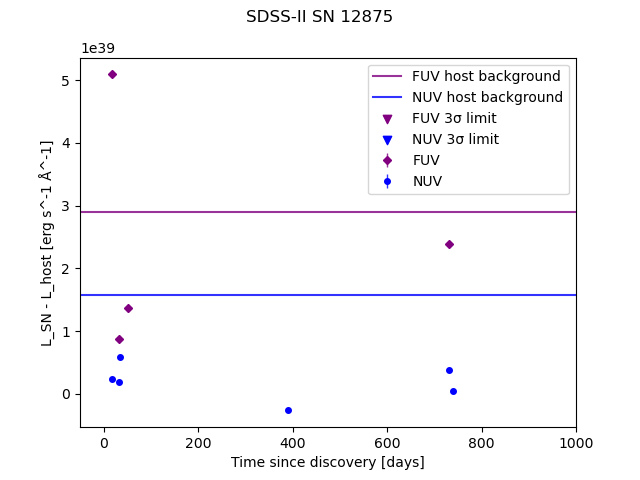 SDSS-II SN 12875
1e39
FUV host background
NUV host background
FUV 3σ limit
NUV 3σ limit
FUV
NUV
5
4
3
2
1
0
L_SN - L_host [erg s^-1 Å^-1]
0 200 400 600 800 1000
Time since discovery [days]